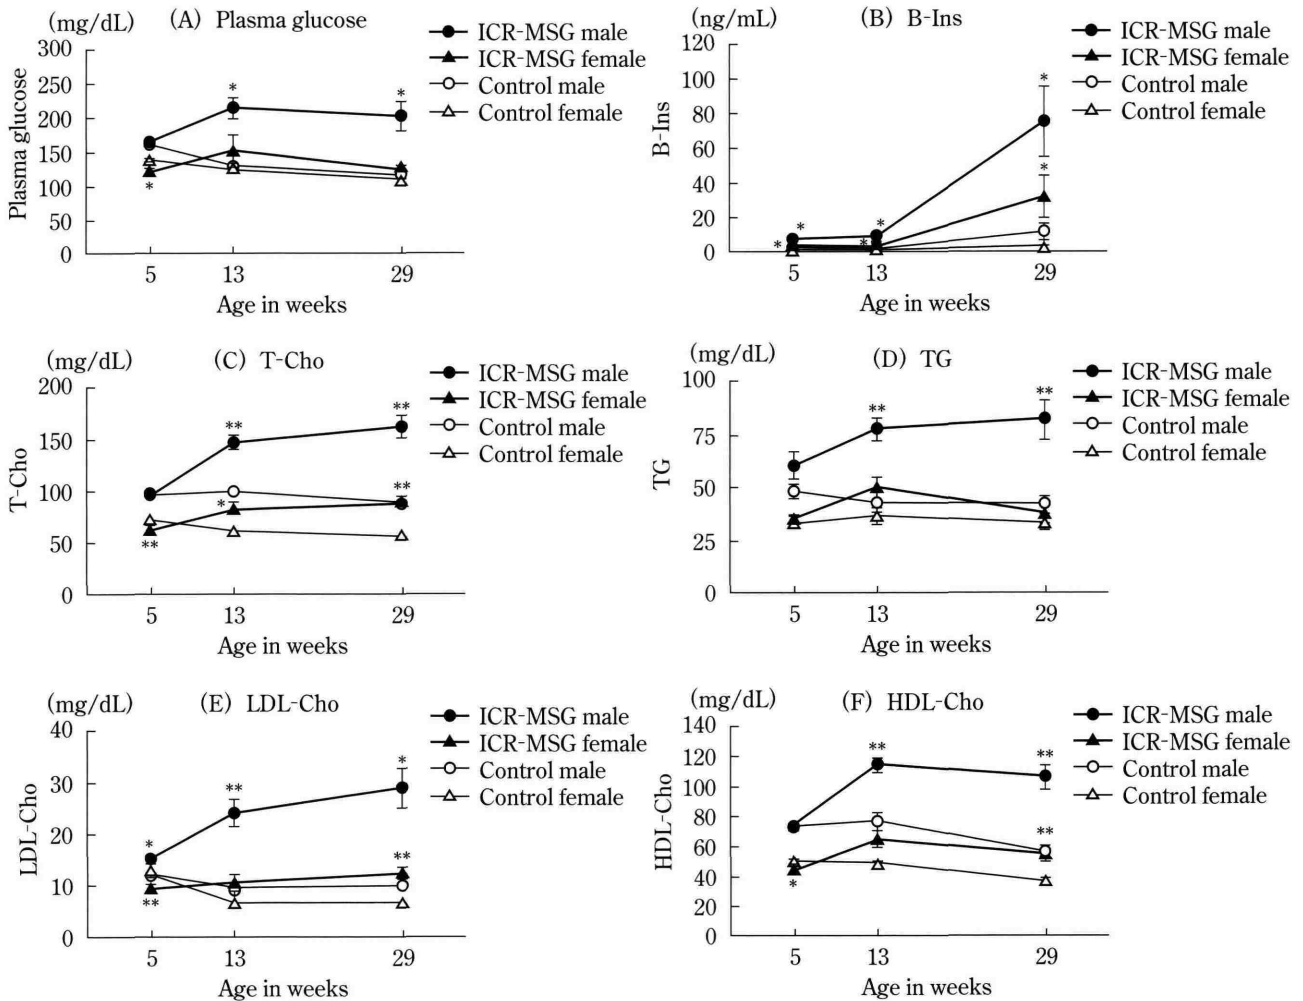 (mg/dL) (A) Plasma glucose
ICR-MSG male
ICR-MSG female
Control male
Control female
Plasma glucose
300
250
200
150
100
50
0
* * *
5 13 29
Age in weeks
(ng/mL) (B) B-Ins
ICR-MSG male
ICR-MSG female
Control male
Control female
B-Ins
120
100
80
60
40
20
0
* * * * * *
5 13 29
Age in weeks
(mg/dL) (C) T-Cho
ICR-MSG male
ICR-MSG female
Control male
Control female
T-Cho
200
150
100
50
0
** ** ** * **
5 13 29
Age in weeks
(mg/dL) (D) TG
ICR-MSG male
ICR-MSG female
Control male
Control female
TG
100
75
50
25
0
** **
5 13 29
Age in weeks
(mg/dL) (E) LDL-Cho
ICR-MSG male
ICR-MSG female
Control male
Control female
LDL-Cho
40
30
20
10
0
* ** * ** **
5 13 29
Age in weeks
(mg/dL) (F) HDL-Cho
ICR-MSG male
ICR-MSG female
Control male
Control female
HDL-Cho
140
120
100
80
60
40
20
0
** ** ** *
5 13 29
Age in weeks